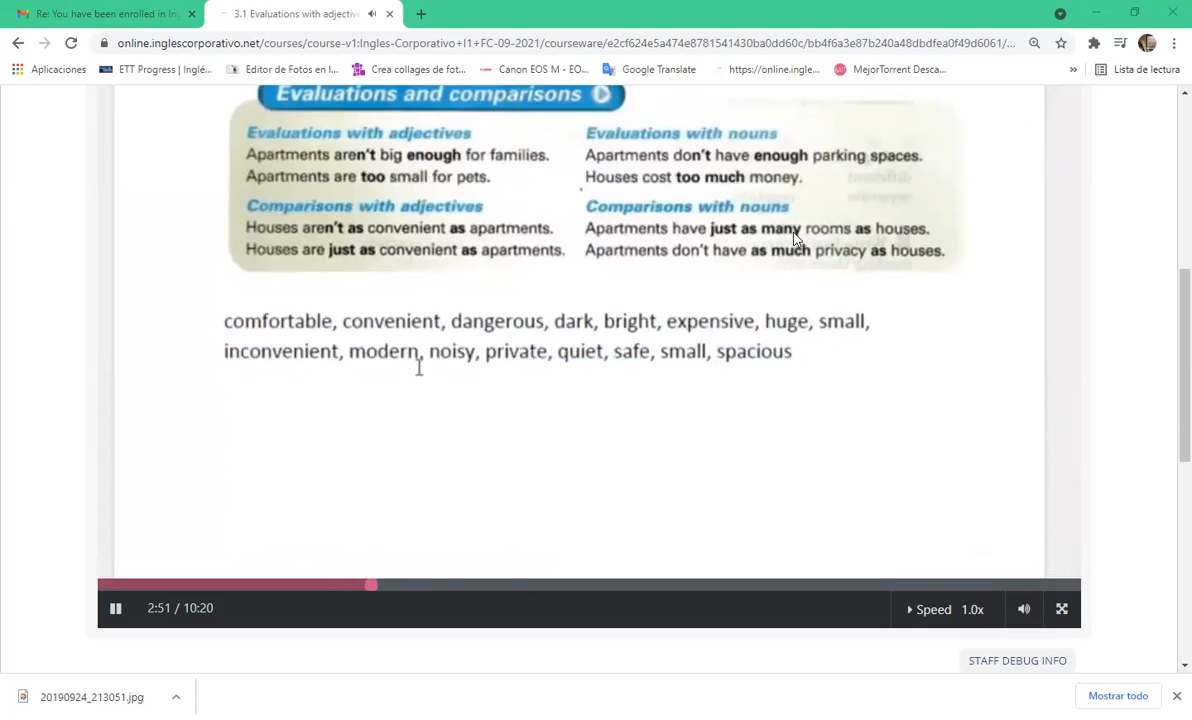 Re: You have been enrolled in Ing
3.1 Evaluations with adjectiv
online.inglescorporativo.net/courses/course-v1:Ingles-Corporativo+I1+FC-09-2021/courseware/e2cf624e5a474e8781541430ba0dd60c/bb4f6a3e87b240a48dbdfea0f49d6061/...
Aplicaciones ETT Progress | Inglé... Editor de Fotos en l... Crea collages de fot... Canon EOS M - EO... Google Translate https://online.ingle... MejorTorrent Desca... » Lista de lectura
Evaluations and comparisons
Evaluations with adjectives
Apartments aren't big enough for families.
Apartments are too small for pets.
Comparisons with adjectives
Houses aren't as convenient as apartments.
Houses are just as convenient as apartments.
Evaluations with nouns
Apartments don't have enough parking spaces.
Houses cost too much money.
Comparisons with nouns
Apartments have just as many rooms as houses.
Apartments don't have as much privacy as houses.
comfortable, convenient, dangerous, dark, bright, expensive, huge, small,
inconvenient, modern, noisy, private, quiet, safe, small, spacious
2:51 / 10:20 Speed 1.0x
STAFF DEBUG INFO
20190924_213051.jpg Mostrar todo